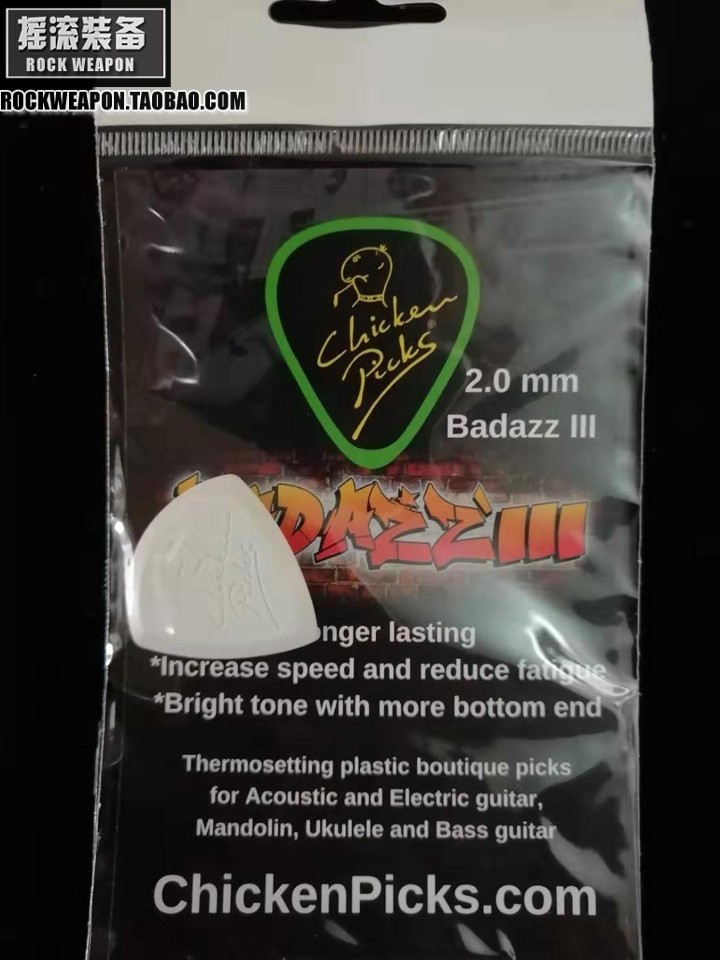 摇滚装备
ROCK WEAPON
ROCKWEAPON.TAOBAO.COM
Chicken
Picks
2.0 mm
Badazz III
Chicken
Picks
*Increase speed and reduce fatigue
*Bright tone with more bottom end
Thermosetting plastic boutique picks
for Acoustic and Electric guitar,
Mandolin, Ukulele and Bass guitar
ChickenPicks.com